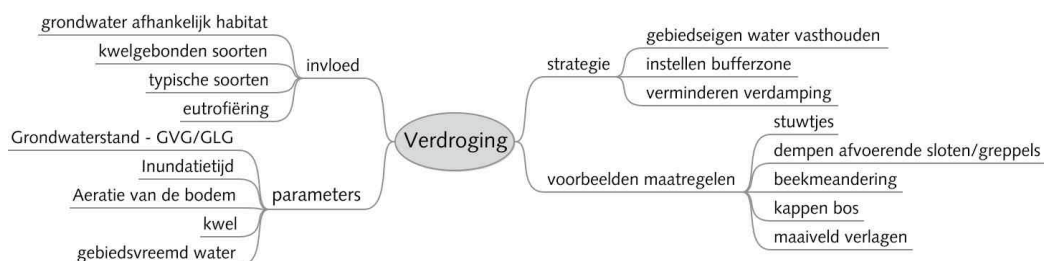 grondwater afhankelijk habitat
kwelgebonden soorten
typische soorten
eutrofiëring
invloed
Grondwaterstand - GVG/GLG
Inundatietijd
Aeratie van de bodem
kwel
gebiedsvreemd water
parameters
Verdroging
strategie
gebiedseigen water vasthouden
instellen bufferzone
verminderen verdamping
voorbeelden maatregelen
stuwtjes
dempen afvoerende sloten/greppels
beekmeandering
kappen bos
maaiveld verlagen